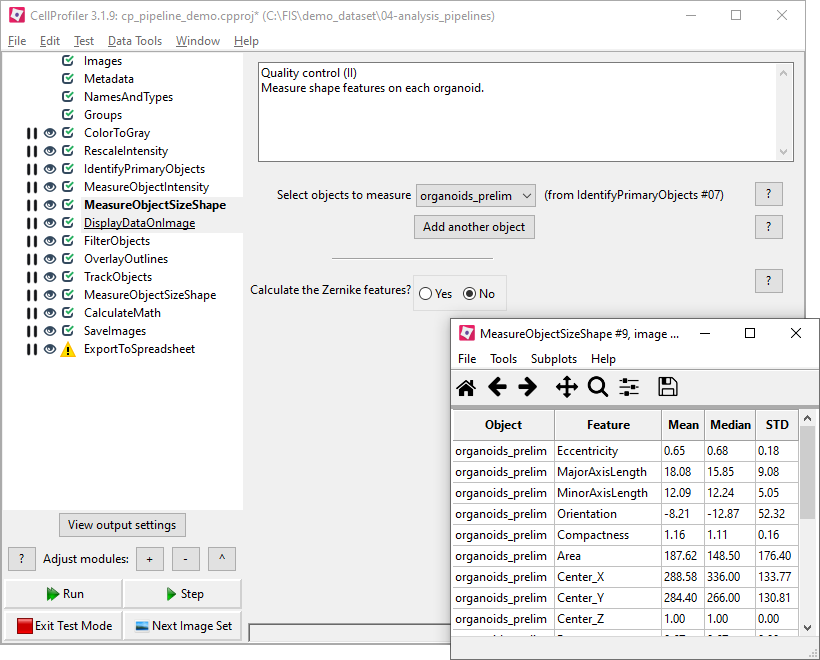 CellProfiler 3.1.9: cp_pipeline_demo.cpproj* (C:\FIS\demo_dataset\04-analysis_pipelines)
File Edit Test Data Tools Window Help
Images
Metadata
NamesAndTypes
Groups
ColorToGray
RescaleIntensity
IdentifyPrimaryObjects
MeasureObjectIntensity
MeasureObjectSizeShape
DisplayDataOnImage
FilterObjects
OverlayOutlines
TrackObjects
MeasureObjectSizeShape
CalculateMath
SaveImages
ExportToSpreadsheet
View output settings
? Adjust modules: + - ^
Run Step
Exit Test Mode Next Image Set
Quality control (II)
Measure shape features on each organoid.
Select objects to measure organoids_prelim (from IdentifyPrimaryObjects #07) ?
Add another object ?
Calculate the Zernike features? Yes No ?
MeasureObjectSizeShape #9, image ...
File Tools Subplots Help
Object Feature Mean Median STD
organoids_prelim Eccentricity 0.65 0.68 0.18
organoids_prelim MajorAxisLength 18.08 15.85 9.08
organoids_prelim MinorAxisLength 12.09 12.24 5.05
organoids_prelim Orientation -8.21 -12.87 52.32
organoids_prelim Compactness 1.16 1.11 0.16
organoids_prelim Area 187.62 148.50 176.40
organoids_prelim Center_X 288.58 336.00 133.77
organoids_prelim Center_Y 284.40 266.00 130.81
organoids_prelim Center_Z 1.00 1.00 0.00